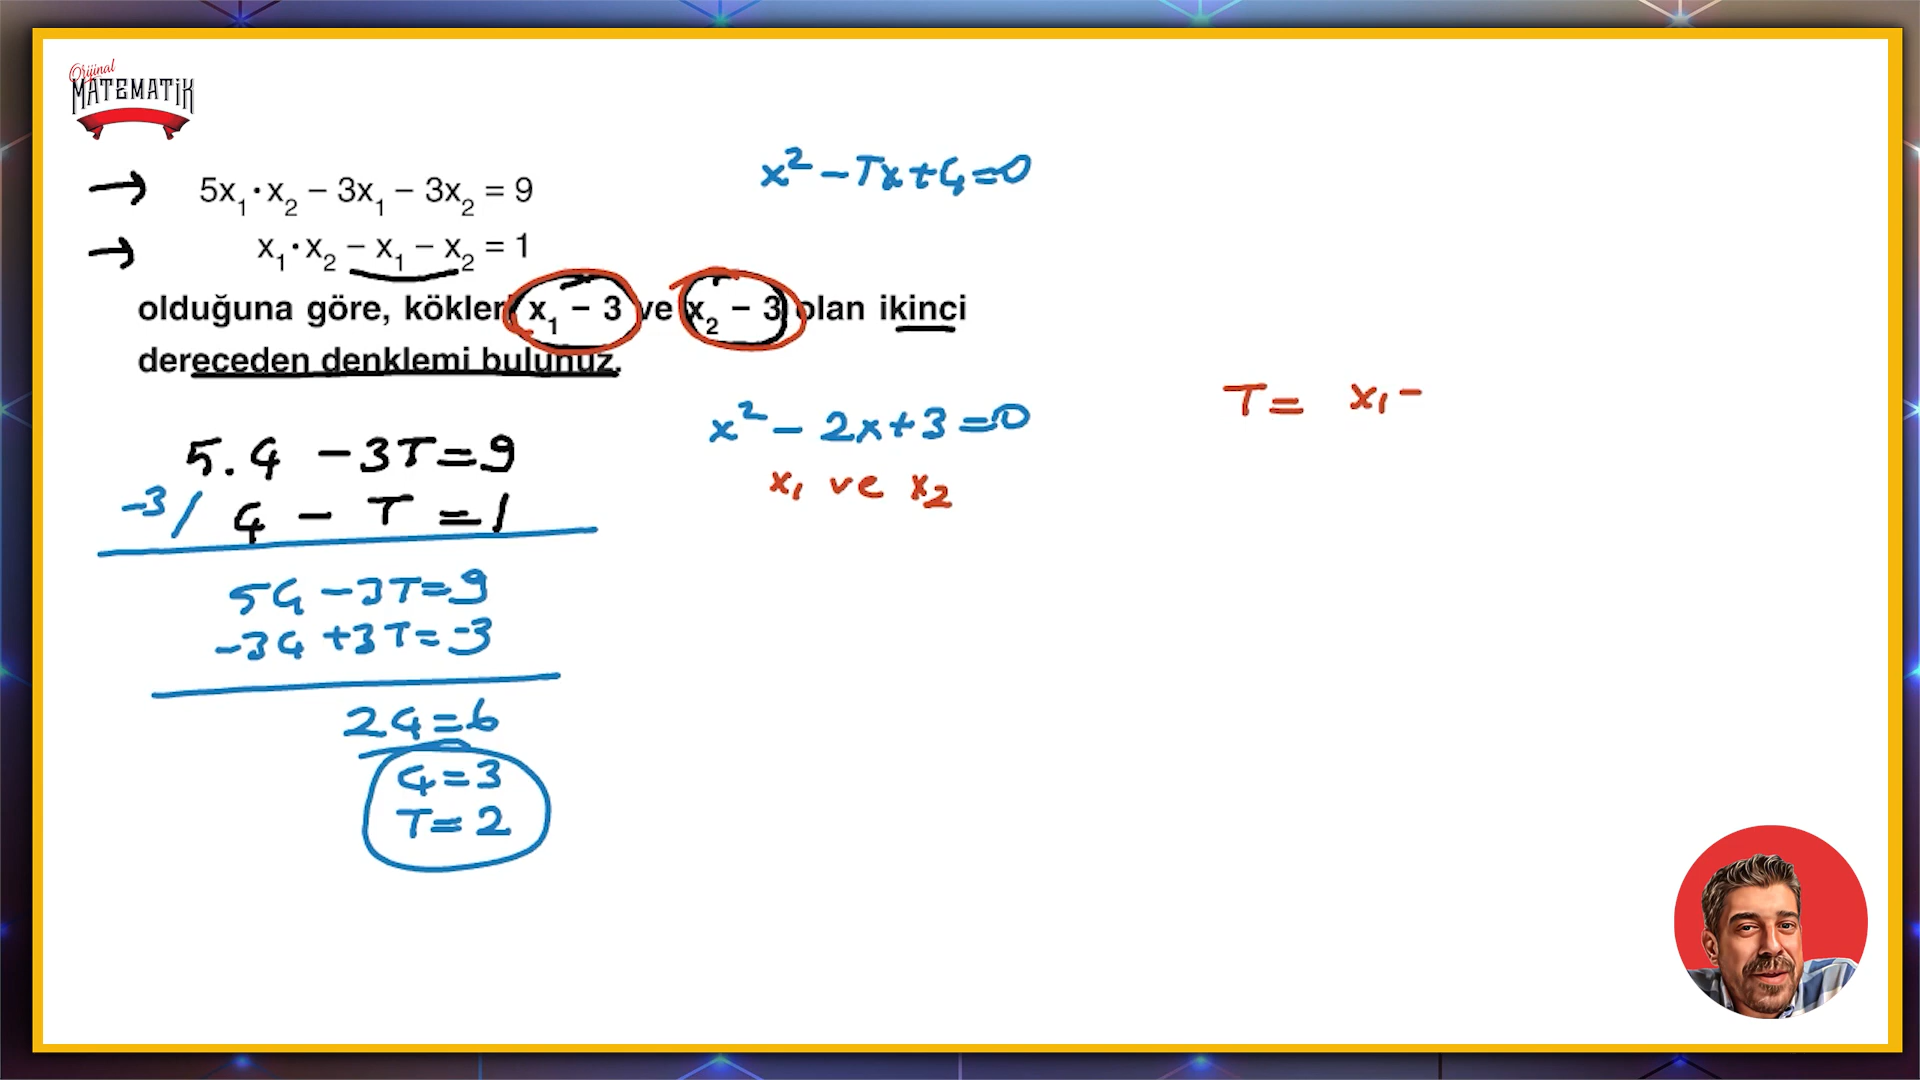 Orijinal
MATEMATİK
→ 5x₁·x₂ − 3x₁ − 3x₂ = 9
→ x₁·x₂ − x₁ − x₂ = 1
olduğuna göre, kökleri x₁ − 3 ve x₂ − 3 olan ikinci
dereceden denklemi bulunuz.
x² − Tx + Ç = 0
5.Ç − 3T = 9
-3/ Ç − T = 1
5Ç − 3T = 9
-3Ç + 3T = -3
2Ç = 6
Ç = 3
T = 2
x² − 2x + 3 = 0
x₁ ve x₂
T = x₁ -